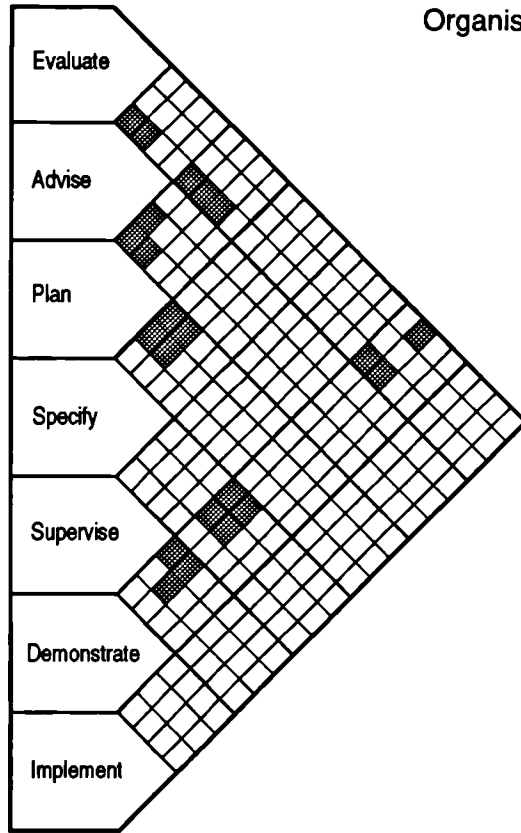 Organis
Evaluate
Advise
Plan
Specify
Supervise
Demonstrate
Implement